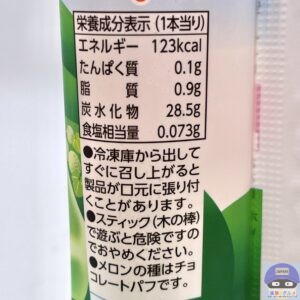 栄養成分表示(1本当り)
エネルギー 123kcal
たんぱく質 0.1g
脂質 0.9g
炭水化物 28.5g
食塩相当量 0.073g
●冷凍庫から出して
すぐに召し上がると
製品が口元に張り付
くことがあります。
●スティック(木の棒)
で遊ぶと危険ですの
でおやめください。
●メロンの種はチョ
コレートパフです。